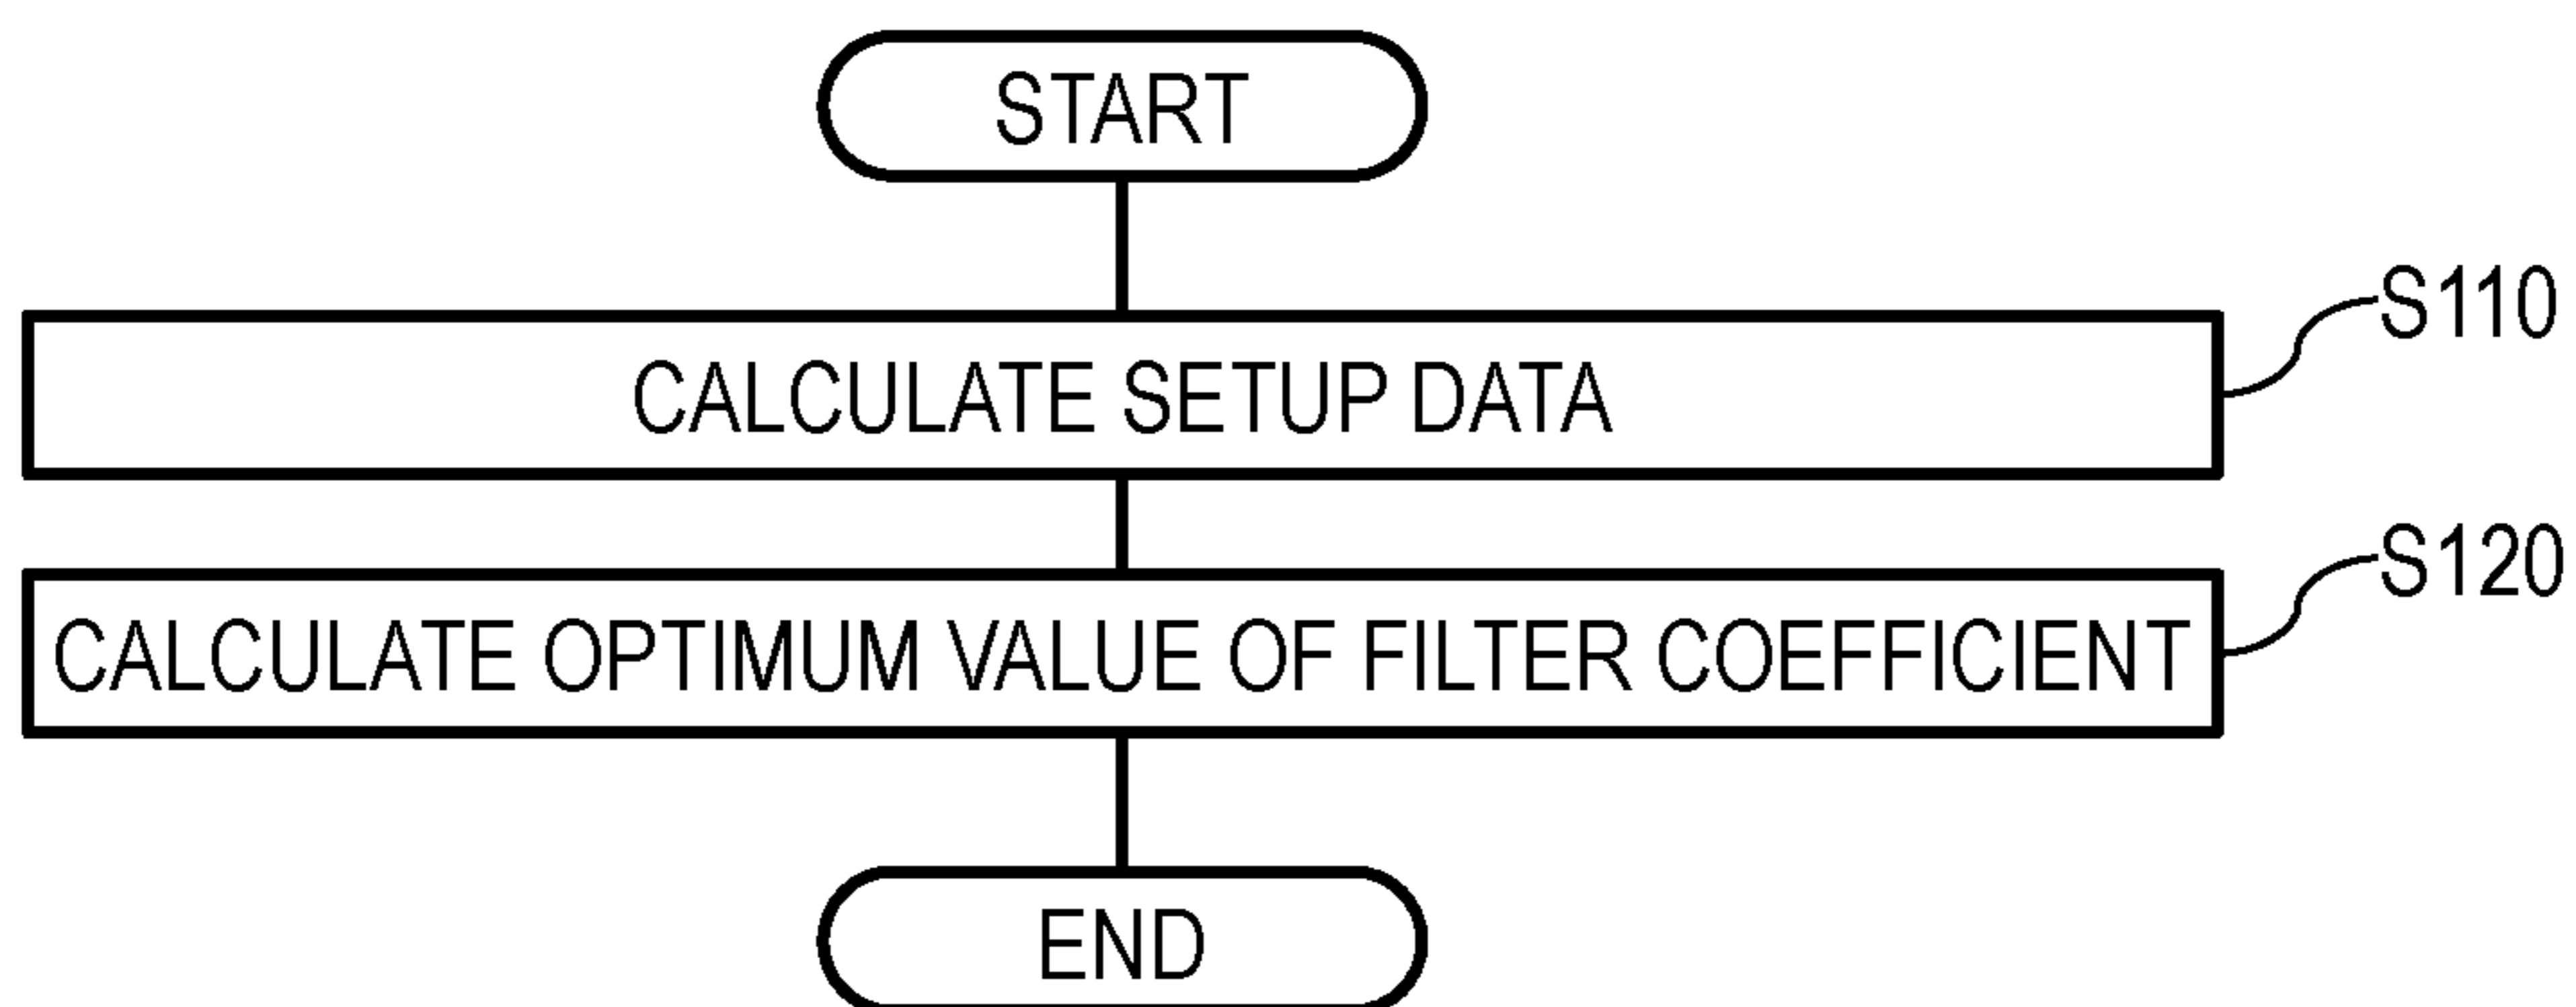 START
S110
CALCULATE SETUP DATA
S120
CALCULATE OPTIMUM VALUE OF FILTER COEFFICIENT
END